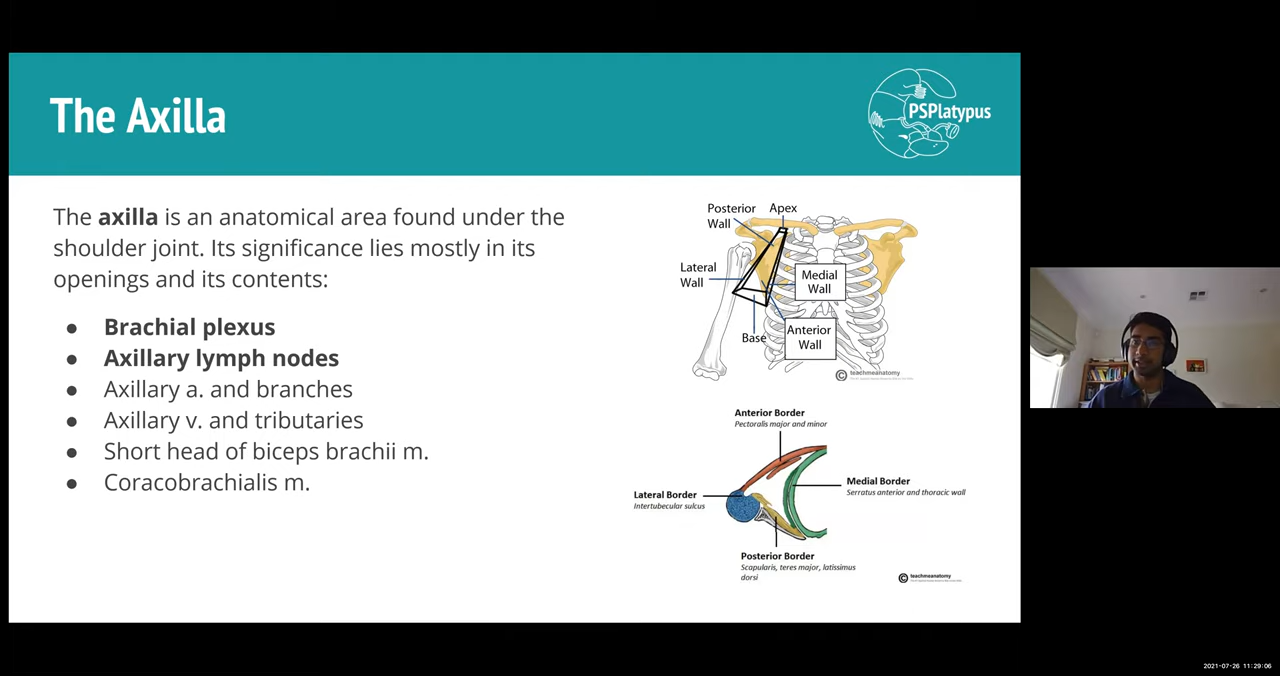 The Axilla
PSPlatypus
The axilla is an anatomical area found under the
shoulder joint. Its significance lies mostly in its
openings and its contents:
● Brachial plexus
● Axillary lymph nodes
● Axillary a. and branches
● Axillary v. and tributaries
● Short head of biceps brachii m.
● Coracobrachialis m.
Posterior
Wall
Apex
Lateral
Wall
Medial
Wall
Base
Anterior
Wall
© teachmeanatomy
Anterior Border
Pectoralis major and minor
Lateral Border
Intertubecular sulcus
Medial Border
Serratus anterior and thoracic wall
Posterior Border
Scapularis, teres major, latissimus
dorsi
© teachmeanatomy
2021-07-26 11:29:06